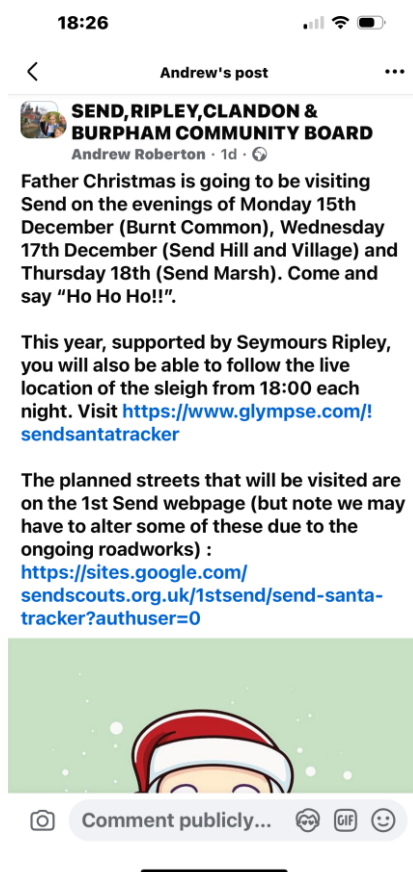 18:26
Andrew's post
SEND,RIPLEY,CLANDON &
BURPHAM COMMUNITY BOARD
Andrew Roberton · 1d ·
Father Christmas is going to be visiting
Send on the evenings of Monday 15th
December (Burnt Common), Wednesday
17th December (Send Hill and Village) and
Thursday 18th (Send Marsh). Come and
say “Ho Ho Ho!!”.
This year, supported by Seymours Ripley,
you will also be able to follow the live
location of the sleigh from 18:00 each
night. Visit https://www.glympse.com/!
sendsantatracker
The planned streets that will be visited are
on the 1st Send webpage (but note we may
have to alter some of these due to the
ongoing roadworks) :
https://sites.google.com/
sendscouts.org.uk/1stsend/send-santa-
tracker?authuser=0
Comment publicly... GIF